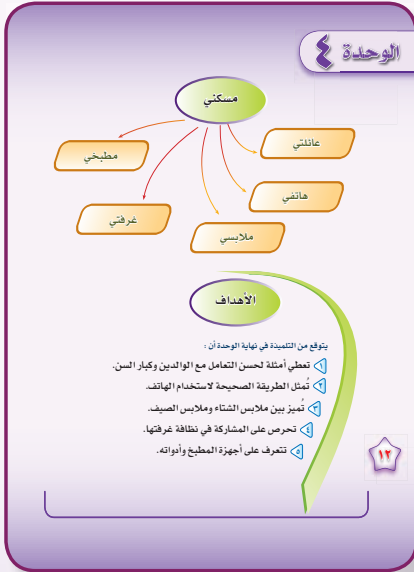 الوحدة ٤
مسكني
عائلتي
هاتفي
ملابسي
غرفتي
مطبخي
الأهداف
يتوقع من التلميذة في نهاية الوحدة أن :
١ تعطي أمثلة لحسن التعامل مع الوالدين وكبار السن.
٢ تُمثل الطريقة الصحيحة لاستخدام الهاتف.
٣ تُميز بين ملابس الشتاء وملابس الصيف.
٤ تحرص على المشاركة في نظافة غرفتها.
٥ تتعرف على أجهزة المطبخ وأدواته.
١٢